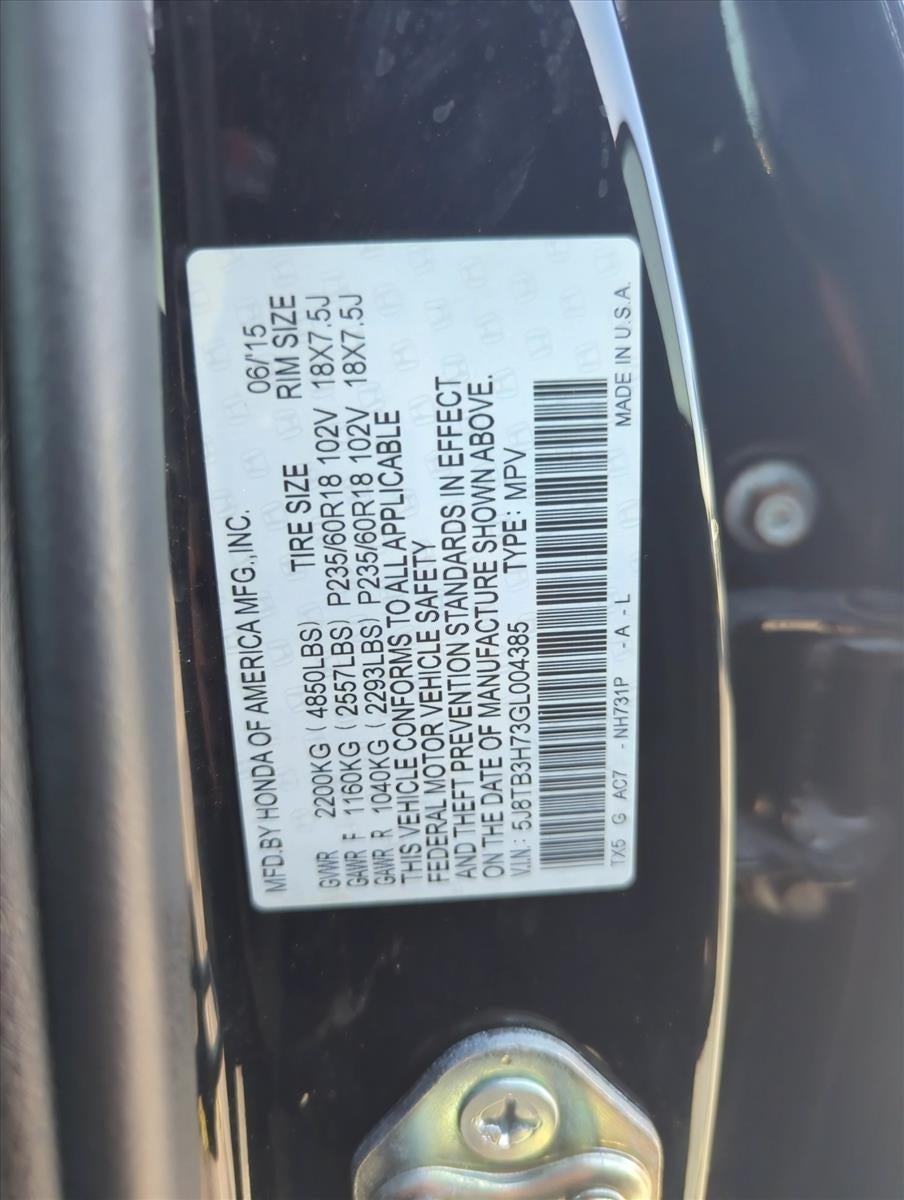 MFD.BY HONDA OF AMERICA MFG.,INC. 06/'15
TIRE SIZE RIM SIZE
GVWR 2200KG ( 4850LBS)
GAWR F 1160KG ( 2557LBS) P235/60R18 102V 18X7.5J
GAWR R 1040KG ( 2293LBS) P235/60R18 102V 18X7.5J
THIS VEHICLE CONFORMS TO ALL APPLICABLE
FEDERAL MOTOR VEHICLE SAFETY
AND THEFT PREVENTION STANDARDS IN EFFECT
ON THE DATE OF MANUFACTURE SHOWN ABOVE.
V.I.N.: 5J8TB3H73GL004385 TYPE: MPV
TX5 G AC7 - NH731P - A - L MADE IN U.S.A.